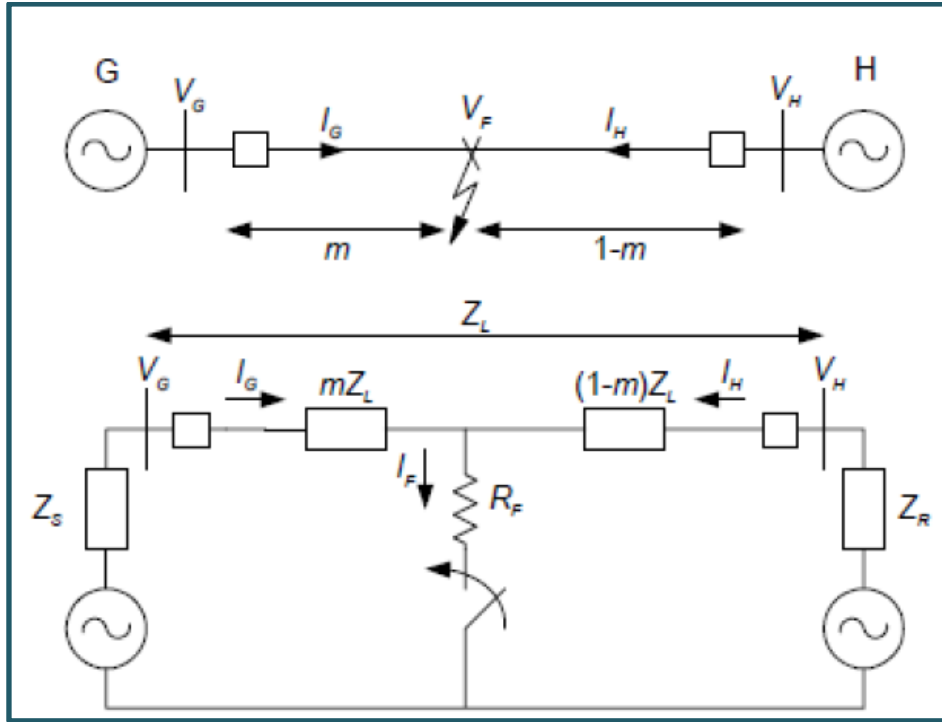 G H
V_G V_F V_H
I_G I_H
m 1-m
Z_L
V_G I_G mZ_L (1-m)Z_L I_H V_H
I_F
Z_S R_F Z_R